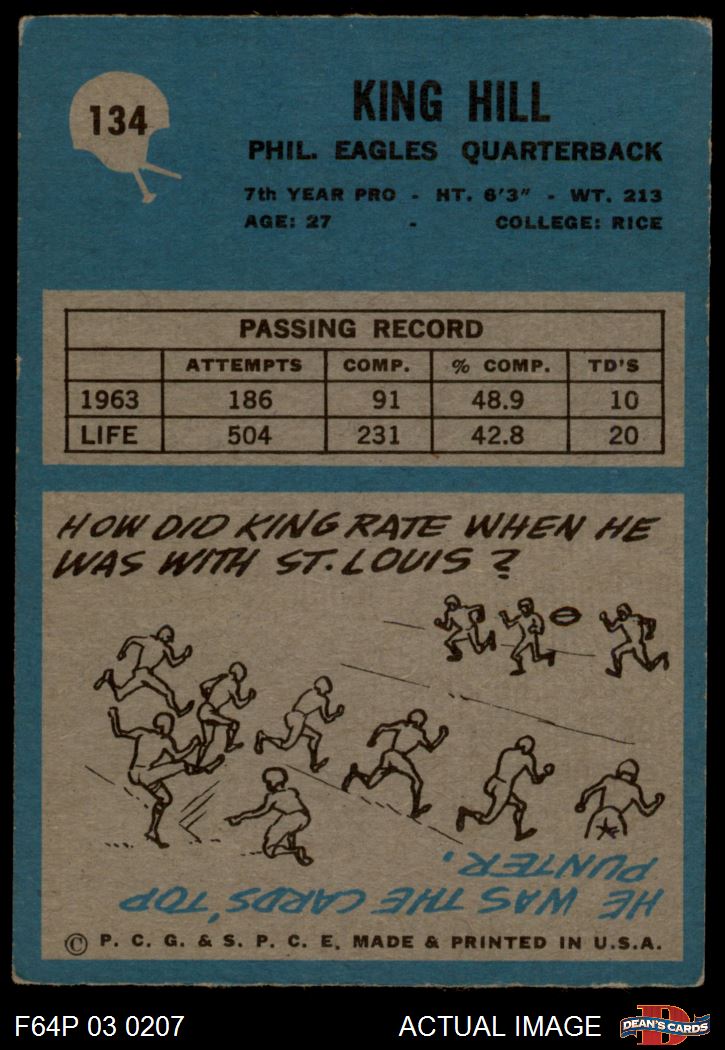 134
KING HILL
PHIL. EAGLES QUARTERBACK
7th YEAR PRO - HT. 6'3" - WT. 213
AGE: 27 - COLLEGE: RICE
PASSING RECORD
ATTEMPTS COMP. % COMP. TD'S
1963 186 91 48.9 10
LIFE 504 231 42.8 20
HOW DID KING RATE WHEN HE
WAS WITH ST. LOUIS?
HE WAS THE CARDS' TOP
PUNTER.
© P. C. G. & S. P. C. E. MADE & PRINTED IN U.S.A.
F64P 03 0207 ACTUAL IMAGE
D
DEAN'S CARDS